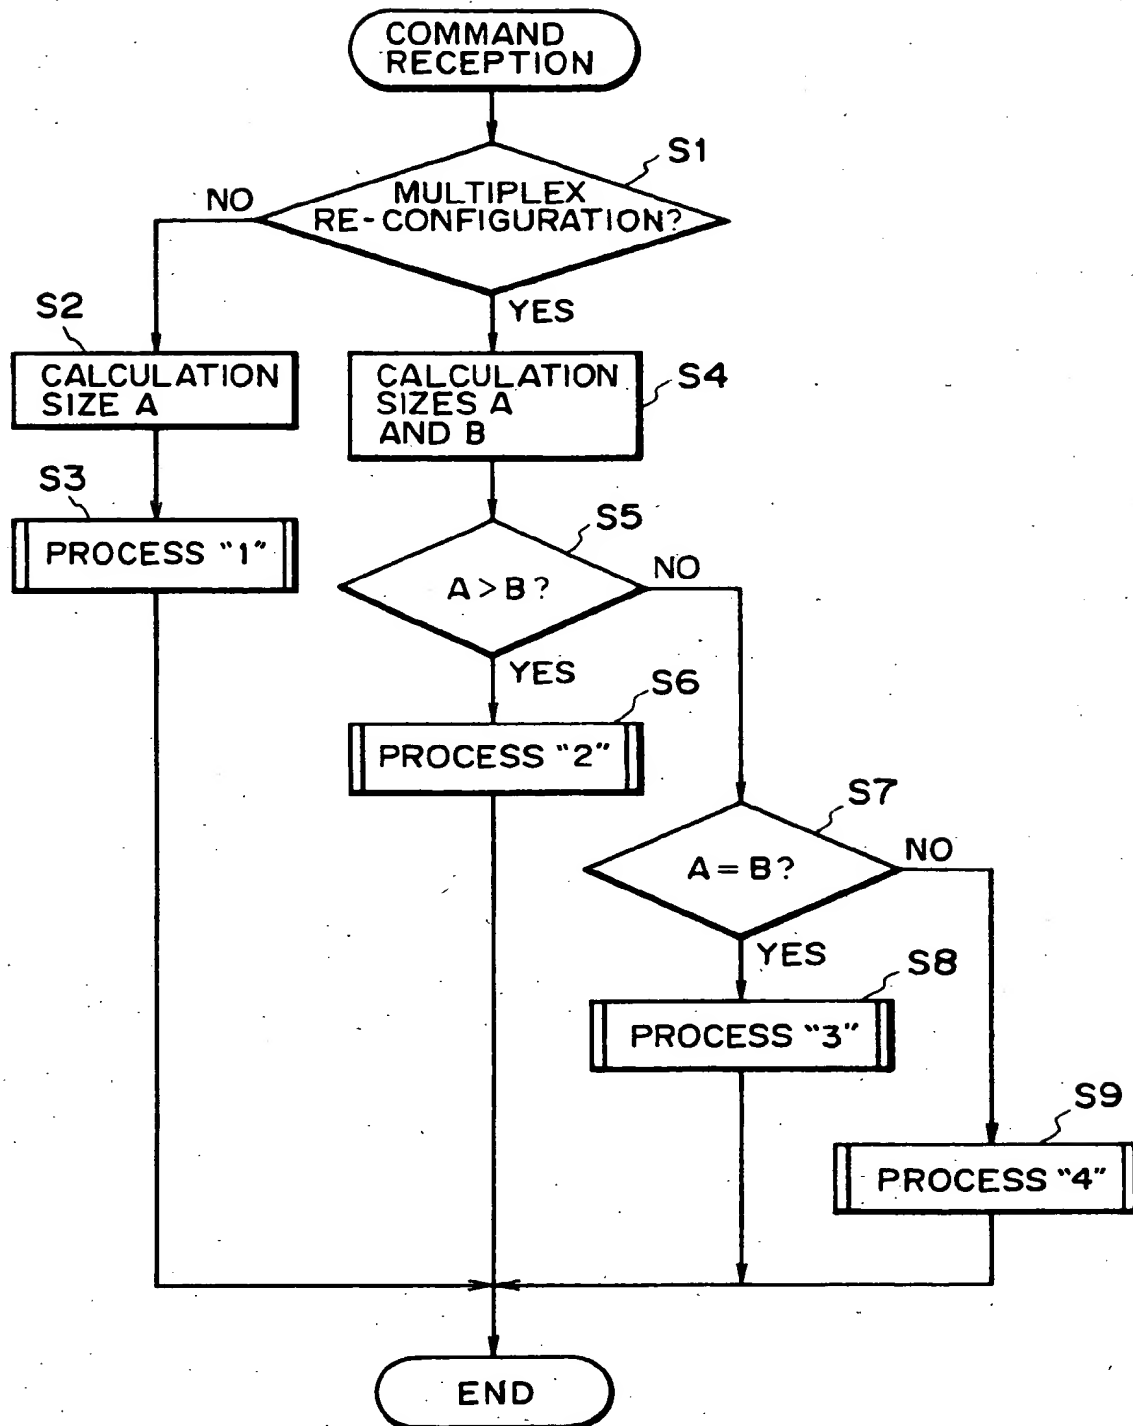 COMMAND
RECEPTION
S1
MULTIPLEX
RE-CONFIGURATION?
NO
YES
S2
CALCULATION
SIZE A
S4
CALCULATION
SIZES A
AND B
S3
PROCESS "1"
S5
A>B?
NO
YES
S6
PROCESS "2"
S7
A=B?
NO
YES
S8
PROCESS "3"
S9
PROCESS "4"
END